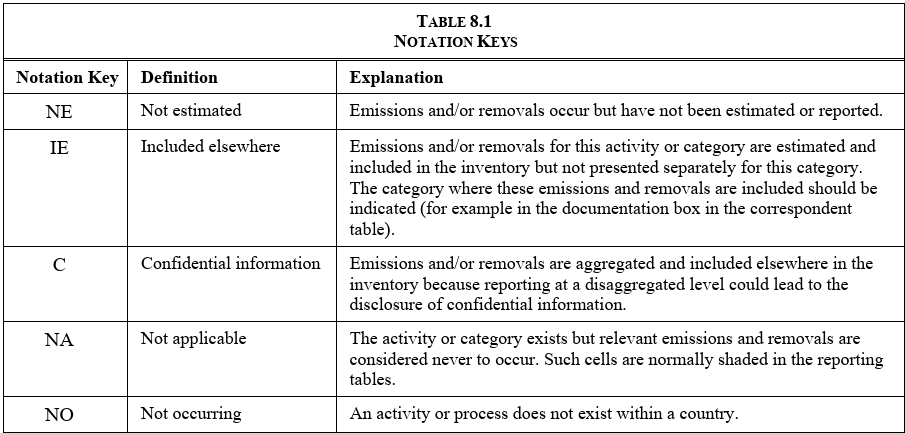 TABLE 8.1
NOTATION KEYS
Notation Key Definition Explanation
NE Not estimated Emissions and/or removals occur but have not been estimated or reported.
IE Included elsewhere Emissions and/or removals for this activity or category are estimated and
included in the inventory but not presented separately for this category.
The category where these emissions and removals are included should be
indicated (for example in the documentation box in the correspondent
table).
C Confidential information Emissions and/or removals are aggregated and included elsewhere in the
inventory because reporting at a disaggregated level could lead to the
disclosure of confidential information.
NA Not applicable The activity or category exists but relevant emissions and removals are
considered never to occur. Such cells are normally shaded in the reporting
tables.
NO Not occurring An activity or process does not exist within a country.